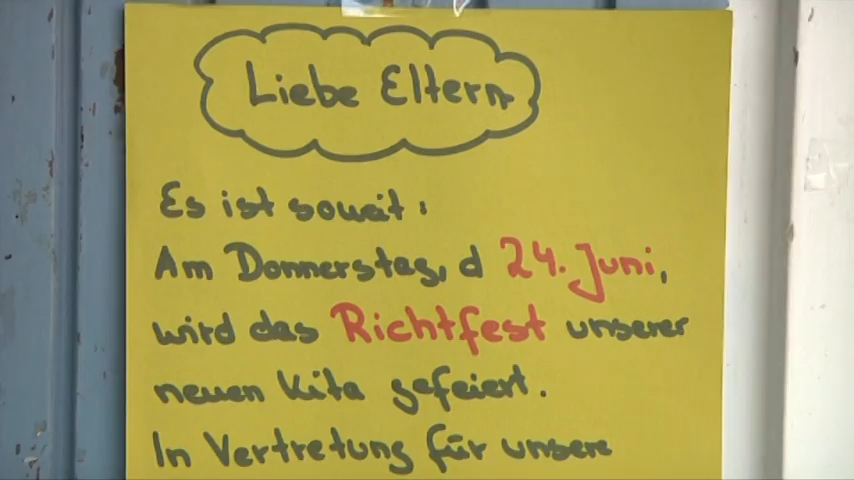 Liebe Eltern
Es ist soweit:
Am Donnerstag, d 24. Juni,
wird das Richtfest unserer
neuen Kita gefeiert.
In Vertretung für unsere